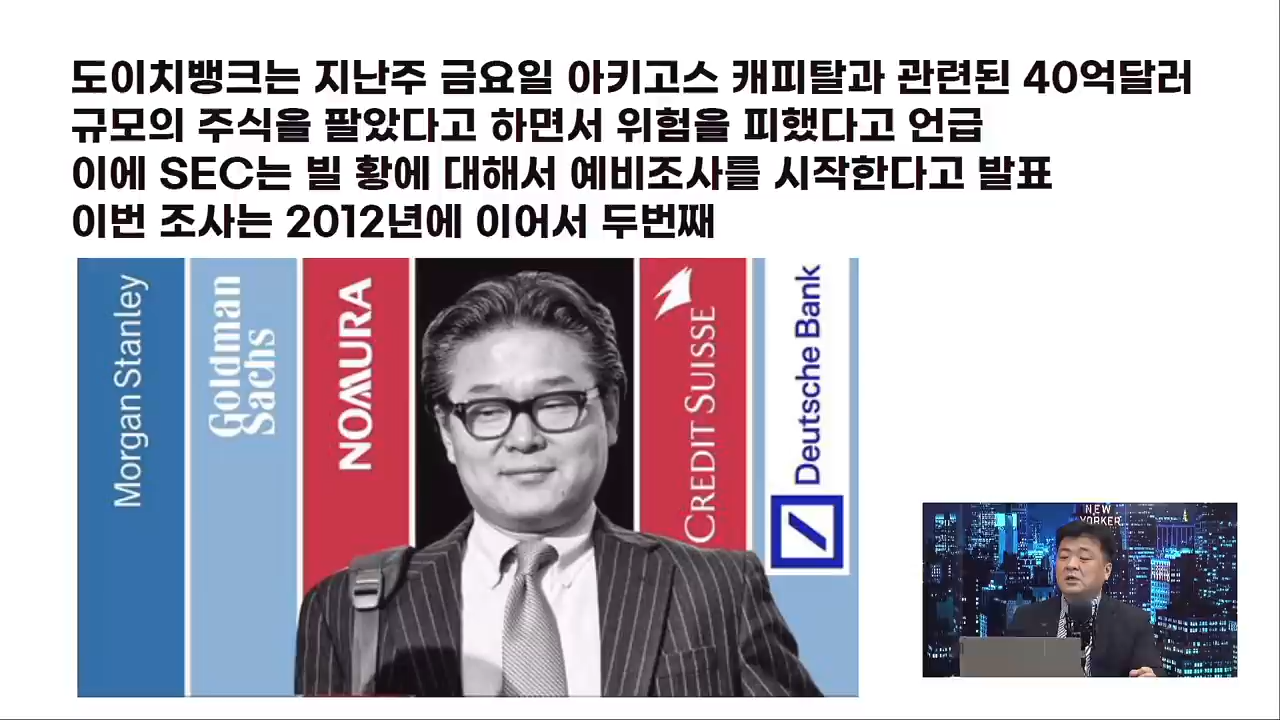 도이치뱅크는 지난주 금요일 아키고스 캐피탈과 관련된 40억달러
규모의 주식을 팔았다고 하면서 위험을 피했다고 언급
이에 SEC는 빌 황에 대해서 예비조사를 시작한다고 발표
이번 조사는 2012년에 이어서 두번째
Morgan Stanley
Goldman
Sachs
NOMURA
CREDIT SUISSE
Deutsche Bank
NEW
YORKER